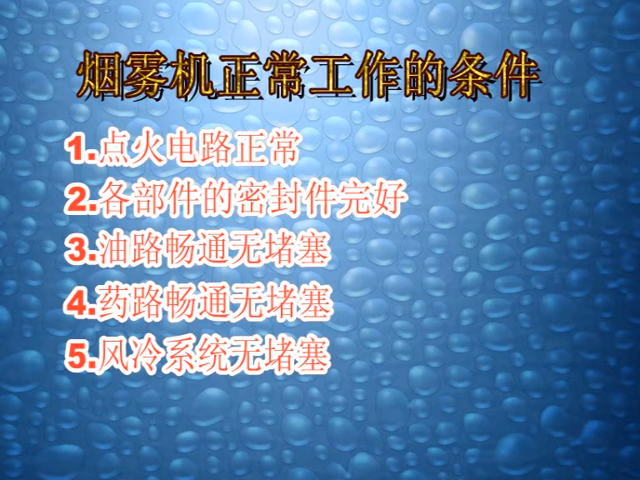 烟雾机正常工作的条件
1.点火电路正常
2.各部件的密封件完好
3.油路畅通无堵塞
4.药路畅通无堵塞
5.风冷系统无堵塞